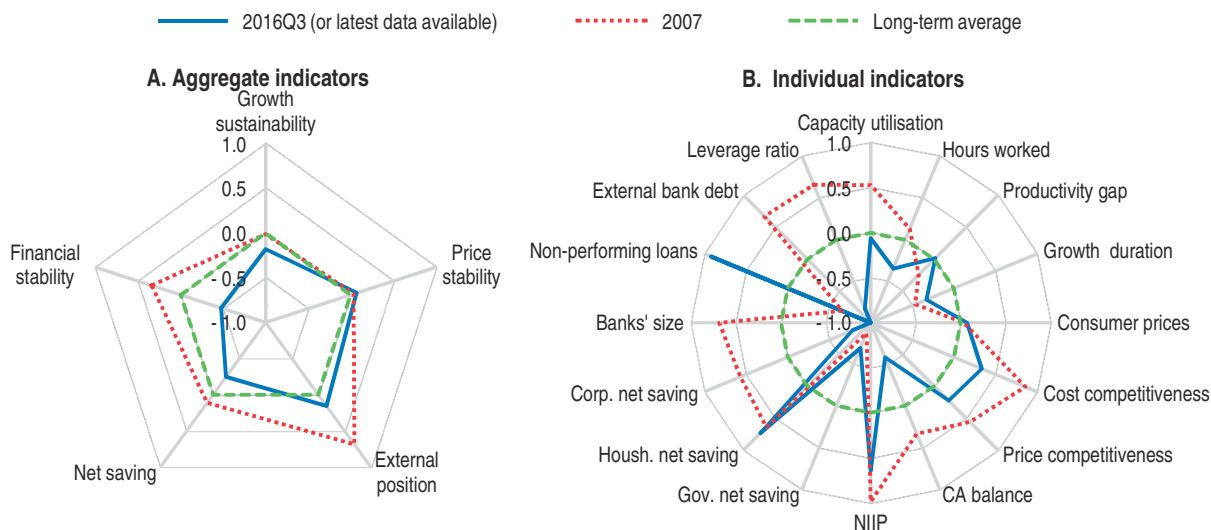 2016Q3 (or latest data available)
2007
Long-term average
A. Aggregate indicators
Growth
sustainability
1.0
0.5
0.0
- 0.5
- 1.0
Financial
stability
Price
stability
Net saving
External
position
B. Individual indicators
Capacity utilisation
1.0
0.5
0.0
- 0.5
- 1.0
Leverage ratio
Hours worked
External bank debt
Productivity gap
Non-performing loans
Growth duration
Banks' size
Consumer prices
Corp. net saving
Cost competitiveness
Housh. net saving
Price competitiveness
Gov. net saving
CA balance
NIIP